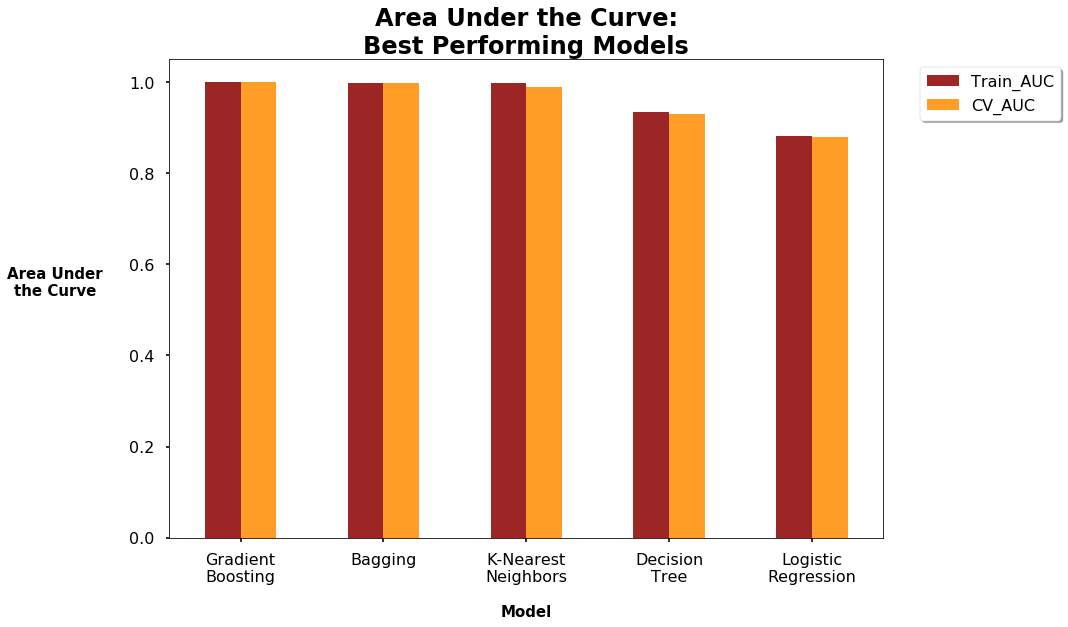 Area Under the Curve:
Best Performing Models
Train_AUC
CV_AUC
1.0
0.8
0.6
0.4
0.2
0.0
Area Under
the Curve
Gradient
Boosting
Bagging
K-Nearest
Neighbors
Decision
Tree
Logistic
Regression
Model